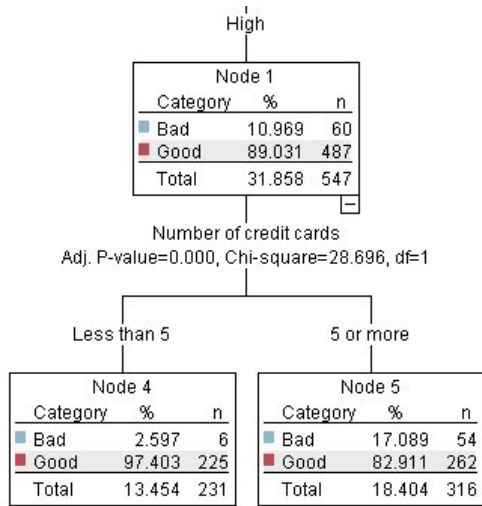 High
Node 1
Category % n
Bad 10.969 60
Good 89.031 487
Total 31.858 547
Number of credit cards
Adj. P-value=0.000, Chi-square=28.696, df=1
Less than 5 5 or more
Node 4
Category % n
Bad 2.597 6
Good 97.403 225
Total 13.454 231
Node 5
Category % n
Bad 17.089 54
Good 82.911 262
Total 18.404 316